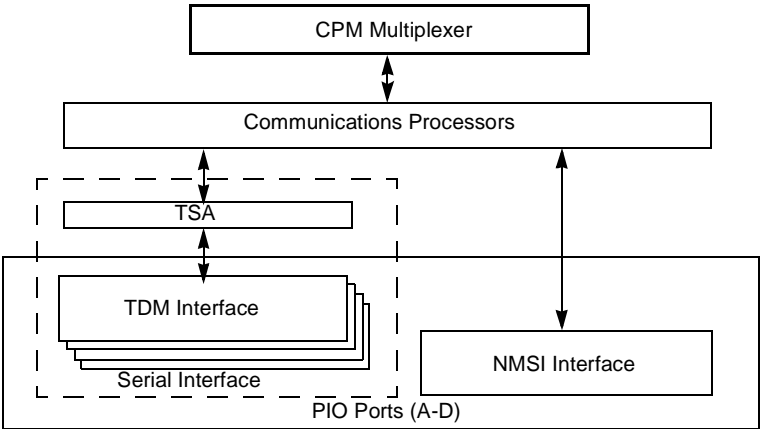 CPM Multiplexer
Communications Processors
TSA
TDM Interface
NMSI Interface
Serial Interface
PIO Ports (A-D)